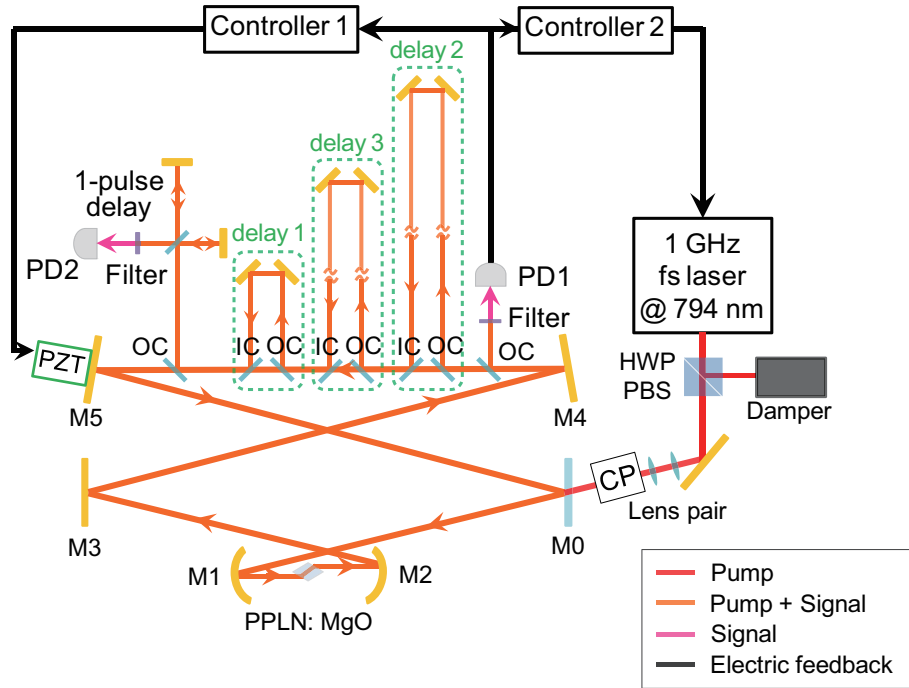 Controller 1
Controller 2
delay 2
delay 3
1-pulse
delay
delay 1
PD2
Filter
PD1
Filter
1 GHz
fs laser
@ 794 nm
OC
IC
OC
IC
OC
IC
OC
OC
PZT
HWP
PBS
Damper
M5
M4
CP
Lens pair
M3
M0
M1
M2
PPLN: MgO
Pump
Pump + Signal
Signal
Electric feedback